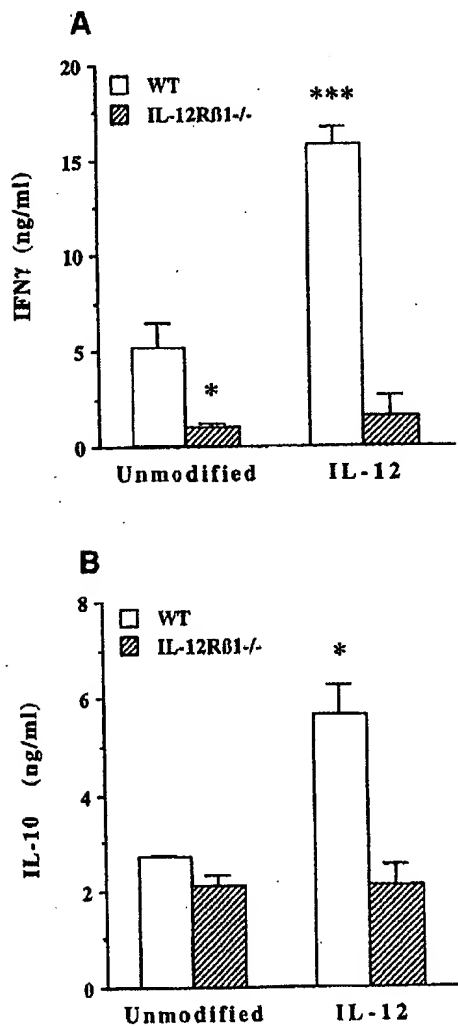 A
20
15
10
5
0
IFNγ (ng/ml)
WT
IL-12Rß1-/-
***
*
Unmodified IL-12
B
8
6
4
2
0
IL-10 (ng/ml)
WT
IL-12Rß1-/-
*
Unmodified IL-12